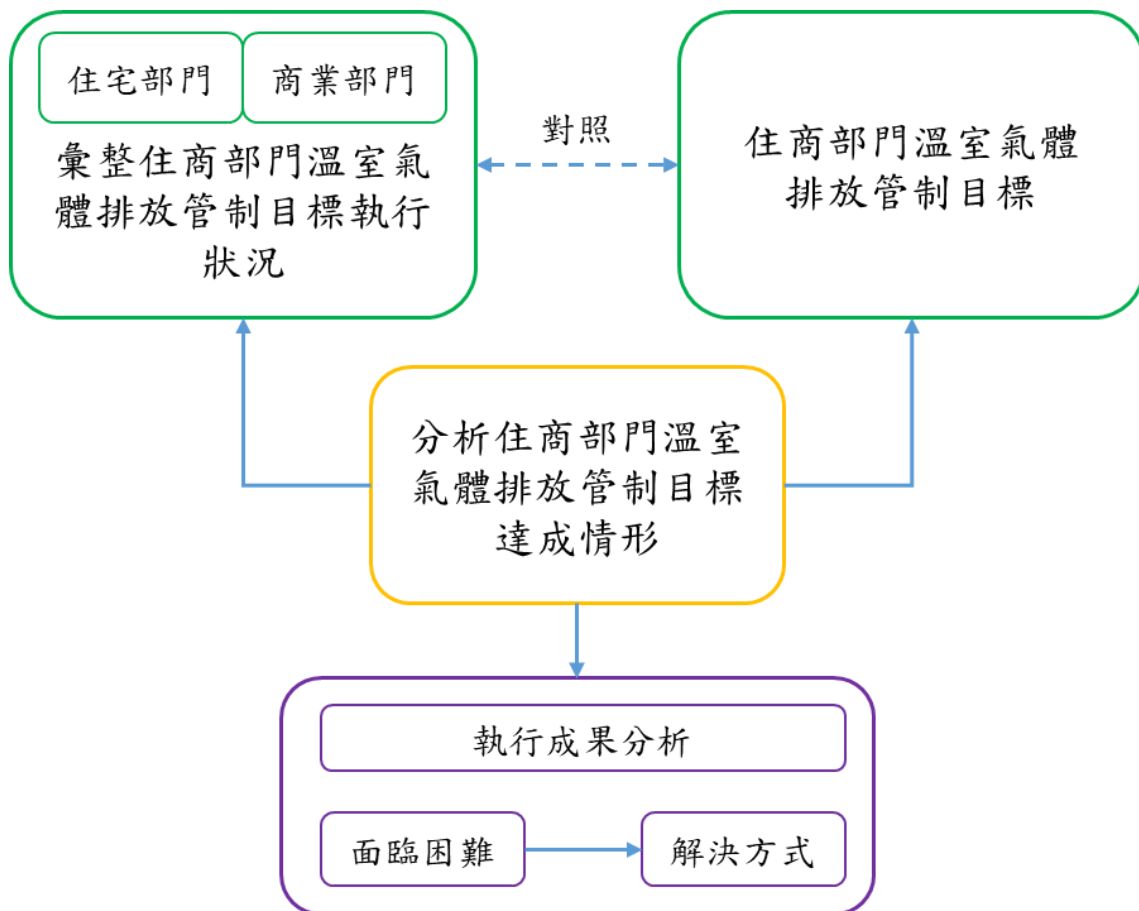 住宅部門
商業部門
彙整住商部門溫室氣
體排放管制目標執行
狀況
對照
住商部門溫室氣體
排放管制目標
分析住商部門溫室
氣體排放管制目標
達成情形
執行成果分析
面臨困難
解決方式